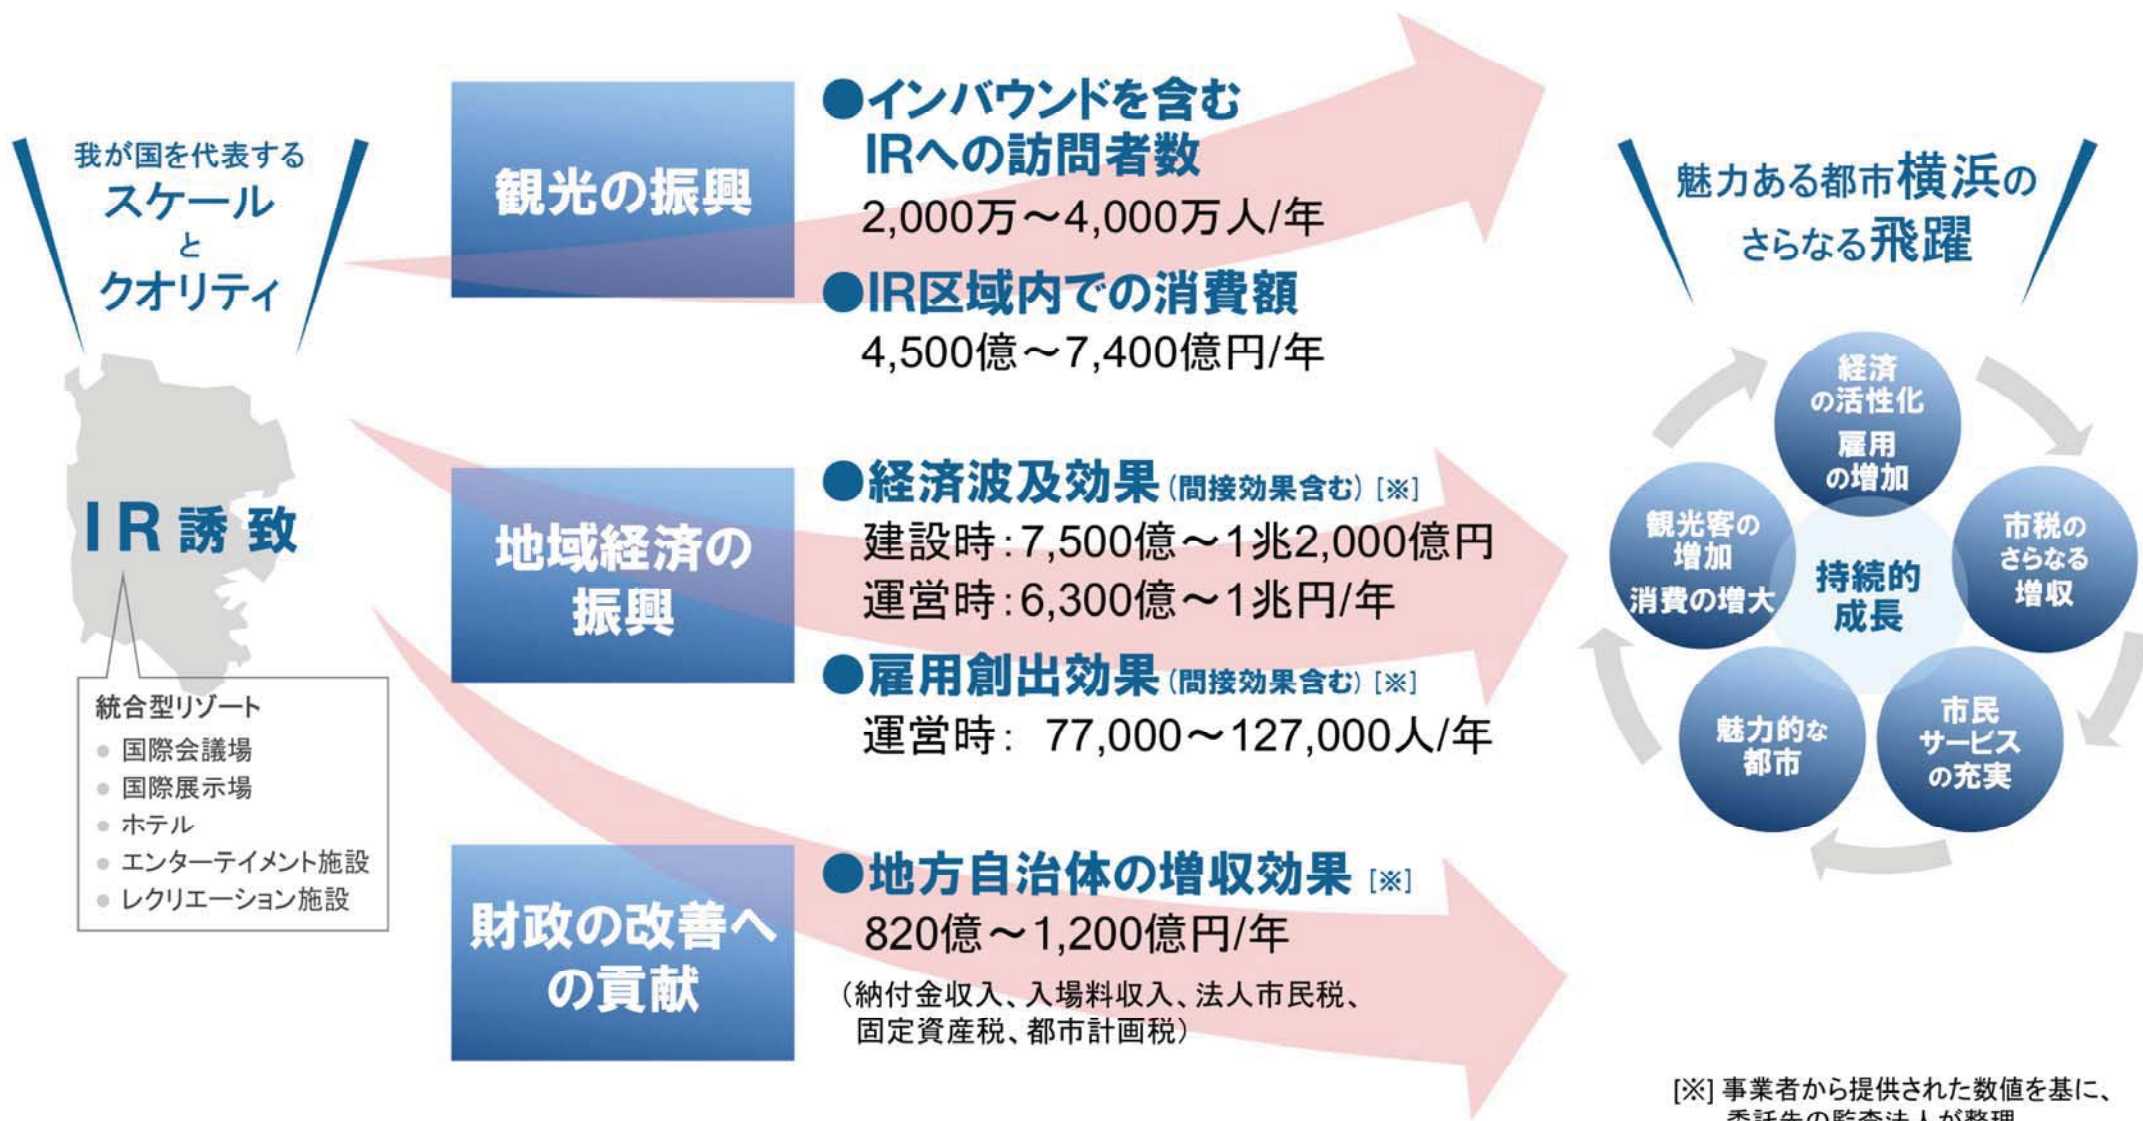 我が国を代表する
スケール
と
クオリティ
IR誘致
統合型リゾート
● 国際会議場
● 国際展示場
● ホテル
● エンターテイメント施設
● レクリエーション施設
観光の振興
●インバウンドを含む
IRへの訪問者数
2,000万～4,000万人/年
●IR区域内での消費額
4,500億～7,400億円/年
地域経済の
振興
●経済波及効果(間接効果含む) [※]
建設時:7,500億～1兆2,000億円
運営時:6,300億～1兆円/年
●雇用創出効果(間接効果含む) [※]
運営時: 77,000～127,000人/年
財政の改善へ
の貢献
●地方自治体の増収効果 [※]
820億～1,200億円/年
（納付金収入、入場料収入、法人市民税、
固定資産税、都市計画税）
魅力ある都市横浜の
さらなる飛躍
経済
の活性化
雇用
の増加
市税の
さらなる
増収
市民
サービス
の充実
魅力的な
都市
観光客の
増加
消費の増大
持続的
成長
[※] 事業者から提供された数値を基に、
委託先の監査法人が整理